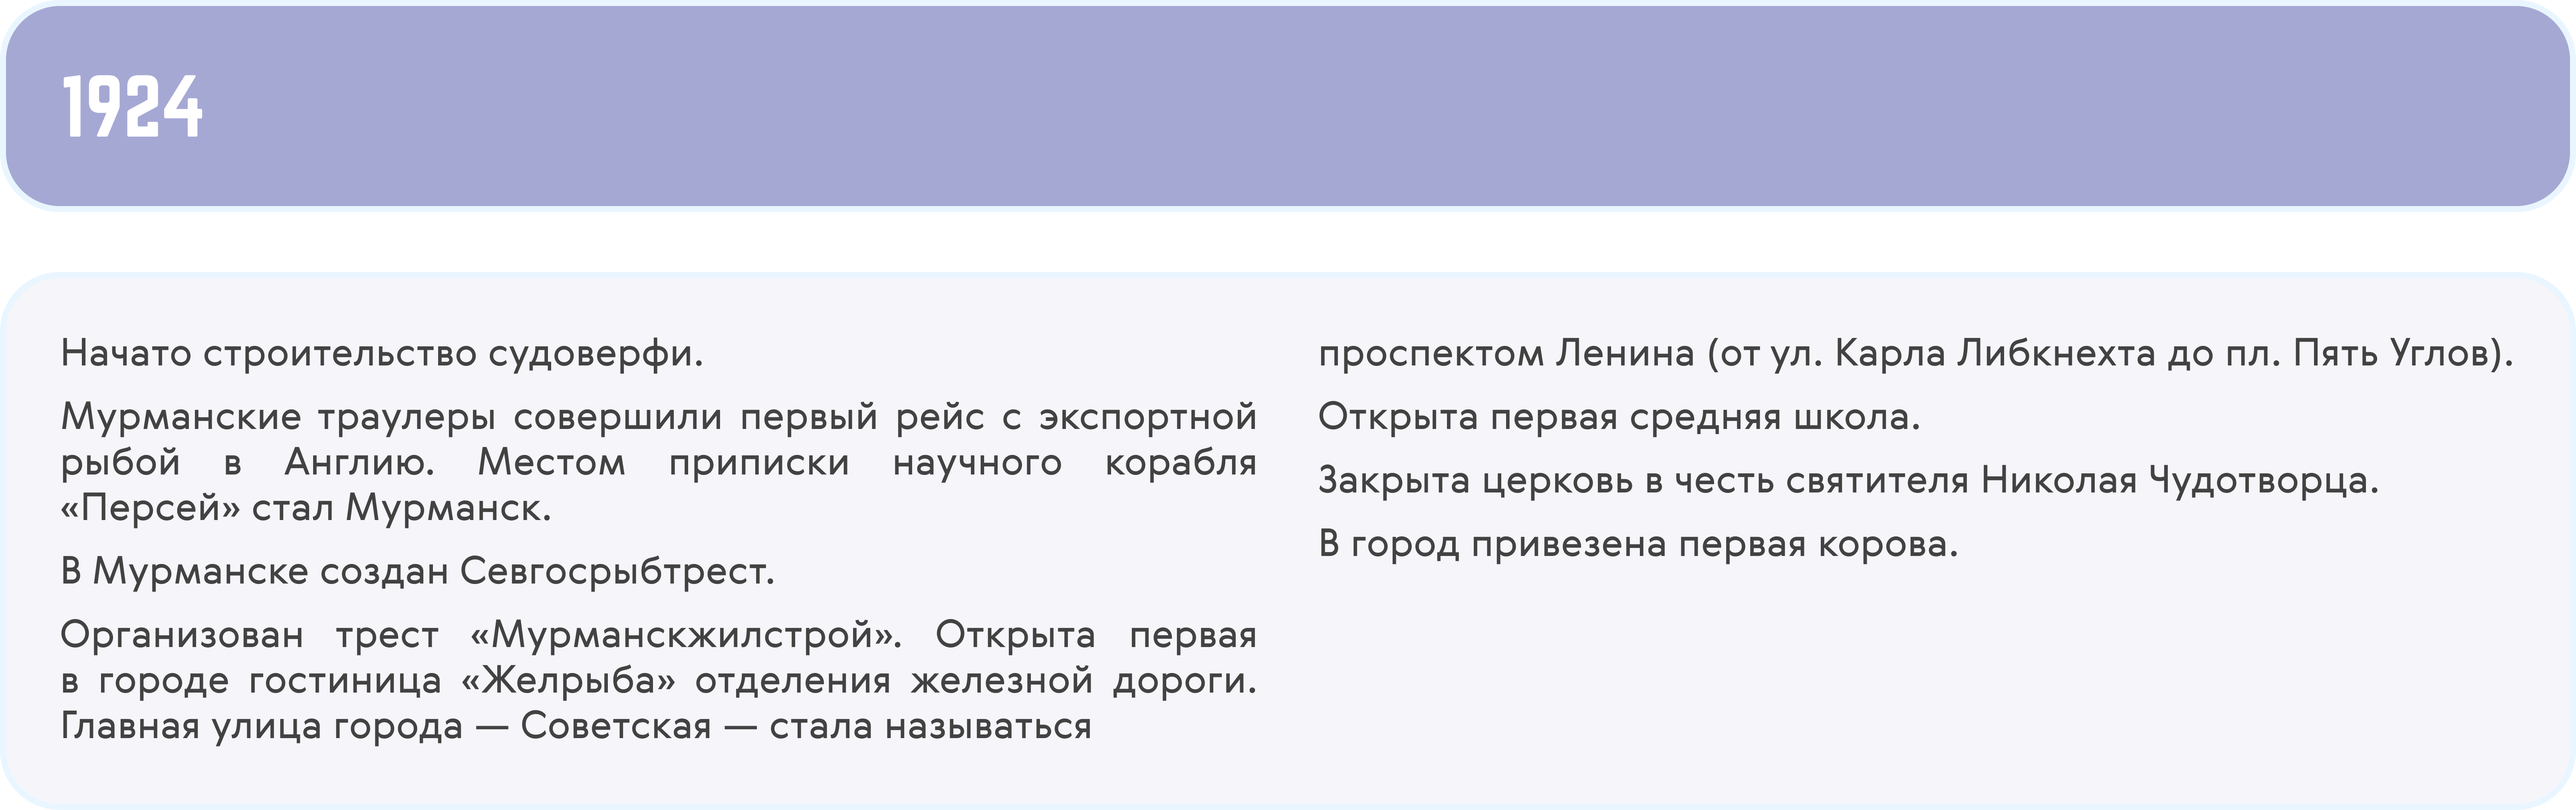 1924
Начато строительство судоверфи.
Мурманские траулеры совершили первый рейс с экспортной
рыбой в Англию. Местом приписки научного корабля
«Персей» стал Мурманск.
В Мурманске создан Севгосрыбтрест.
Организован трест «Мурманскжилстрой». Открыта первая
в городе гостиница «Желрыба» отделения железной дороги.
Главная улица города — Советская — стала называться
проспектом Ленина (от ул. Карла Либкнехта до пл. Пять Углов).
Открыта первая средняя школа.
Закрыта церковь в честь святителя Николая Чудотворца.
В город привезена первая корова.